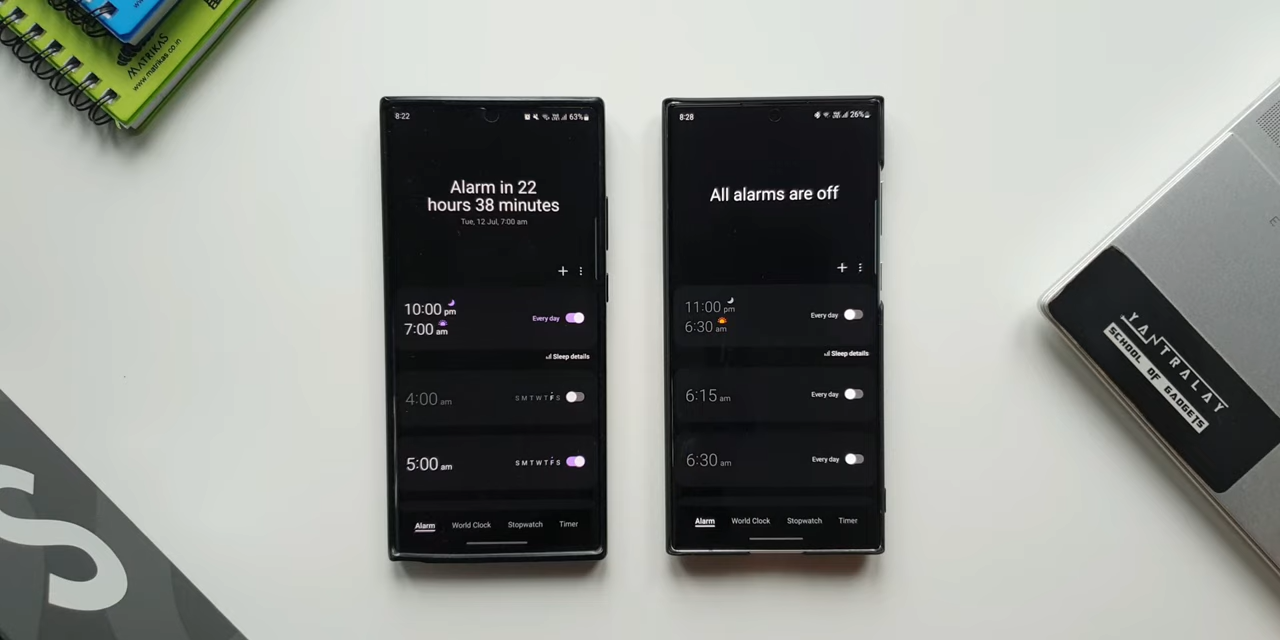 MATRIKAS
www.matrikas.co.in
8:22
63%
Alarm in 22
hours 38 minutes
Tue, 12 Jul, 7:00 am
10:00 pm
7:00 am
Every day
Sleep details
4:00 am
S M T W T F S
5:00 am
S M T W T F S
Alarm
World Clock
Stopwatch
Timer
8:28
26%
All alarms are off
11:00 pm
6:30 am
Every day
Sleep details
6:15 am
Every day
6:30 am
Every day
Alarm
World Clock
Stopwatch
Timer
YANTRALAY
SCHOOL OF GADGETS
S